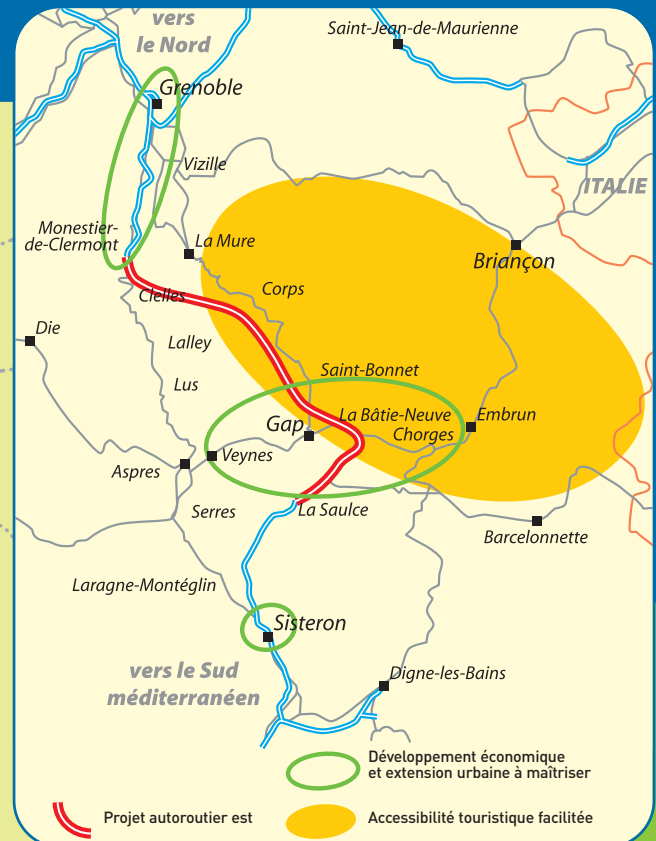 vers
le Nord
Saint-Jean-de-Maurienne
Grenoble
Vizille
ITALIE
Monestier-
de-Clermont
La Mure
Briançon
Clelles
Corps
Die
Lalley
Saint-Bonnet
Lus
La Bâtie-Neuve
Embrun
Gap
Chorges
Veynes
Aspres
Serres
La Saulce
Barcelonnette
Laragne-Montéglin
Sisteron
vers le Sud
méditerranéen
Digne-les-Bains
Développement économique
et extension urbaine à maîtriser
Projet autoroutier est
Accessibilité touristique facilitée